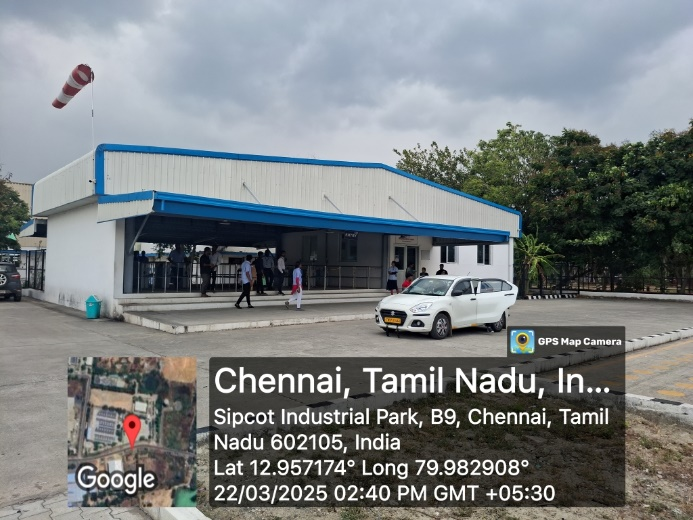 GPS Map Camera
Chennai, Tamil Nadu, In...
Sipcot Industrial Park, B9, Chennai, Tamil
Nadu 602105, India
Lat 12.957174° Long 79.982908°
22/03/2025 02:40 PM GMT +05:30
Google